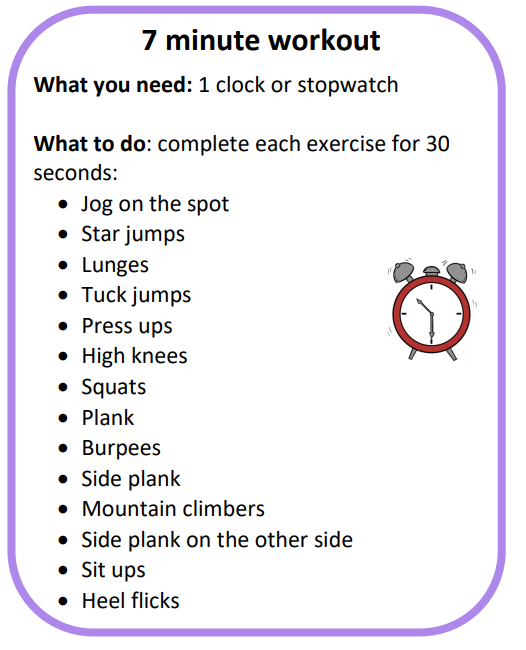 7 minute workout
What you need: 1 clock or stopwatch
What to do: complete each exercise for 30
seconds:
• Jog on the spot
• Star jumps
• Lunges
• Tuck jumps
• Press ups
• High knees
• Squats
• Plank
• Burpees
• Side plank
• Mountain climbers
• Side plank on the other side
• Sit ups
• Heel flicks